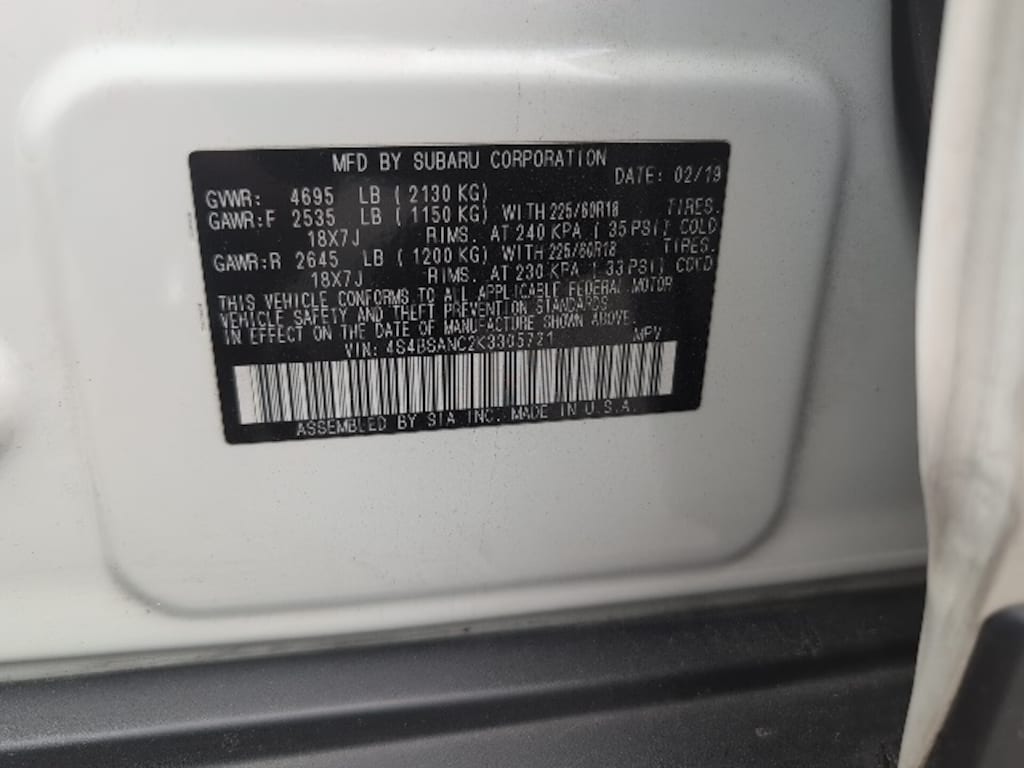 MFD BY SUBARU CORPORATION
DATE: 02/19
GVWR: 4695 LB (2130 KG)
GAWR:F 2535 LB (1150 KG) WITH 225/60R18 TIRES.
18X7J RIMS. AT 240 KPA (35 PSI) COLD
GAWR:R 2645 LB (1200 KG) WITH 225/60R18 TIRES.
18X7J RIMS. AT 230 KPA (33 PSI) COLD
THIS VEHICLE CONFORMS TO ALL APPLICABLE FEDERAL MOTOR
VEHICLE SAFETY AND THEFT PREVENTION STANDARDS
IN EFFECT ON THE DATE OF MANUFACTURE SHOWN ABOVE.
VIN: 4S4BSANC2K3305721 MPV
ASSEMBLED BY SIA INC. MADE IN U.S.A.